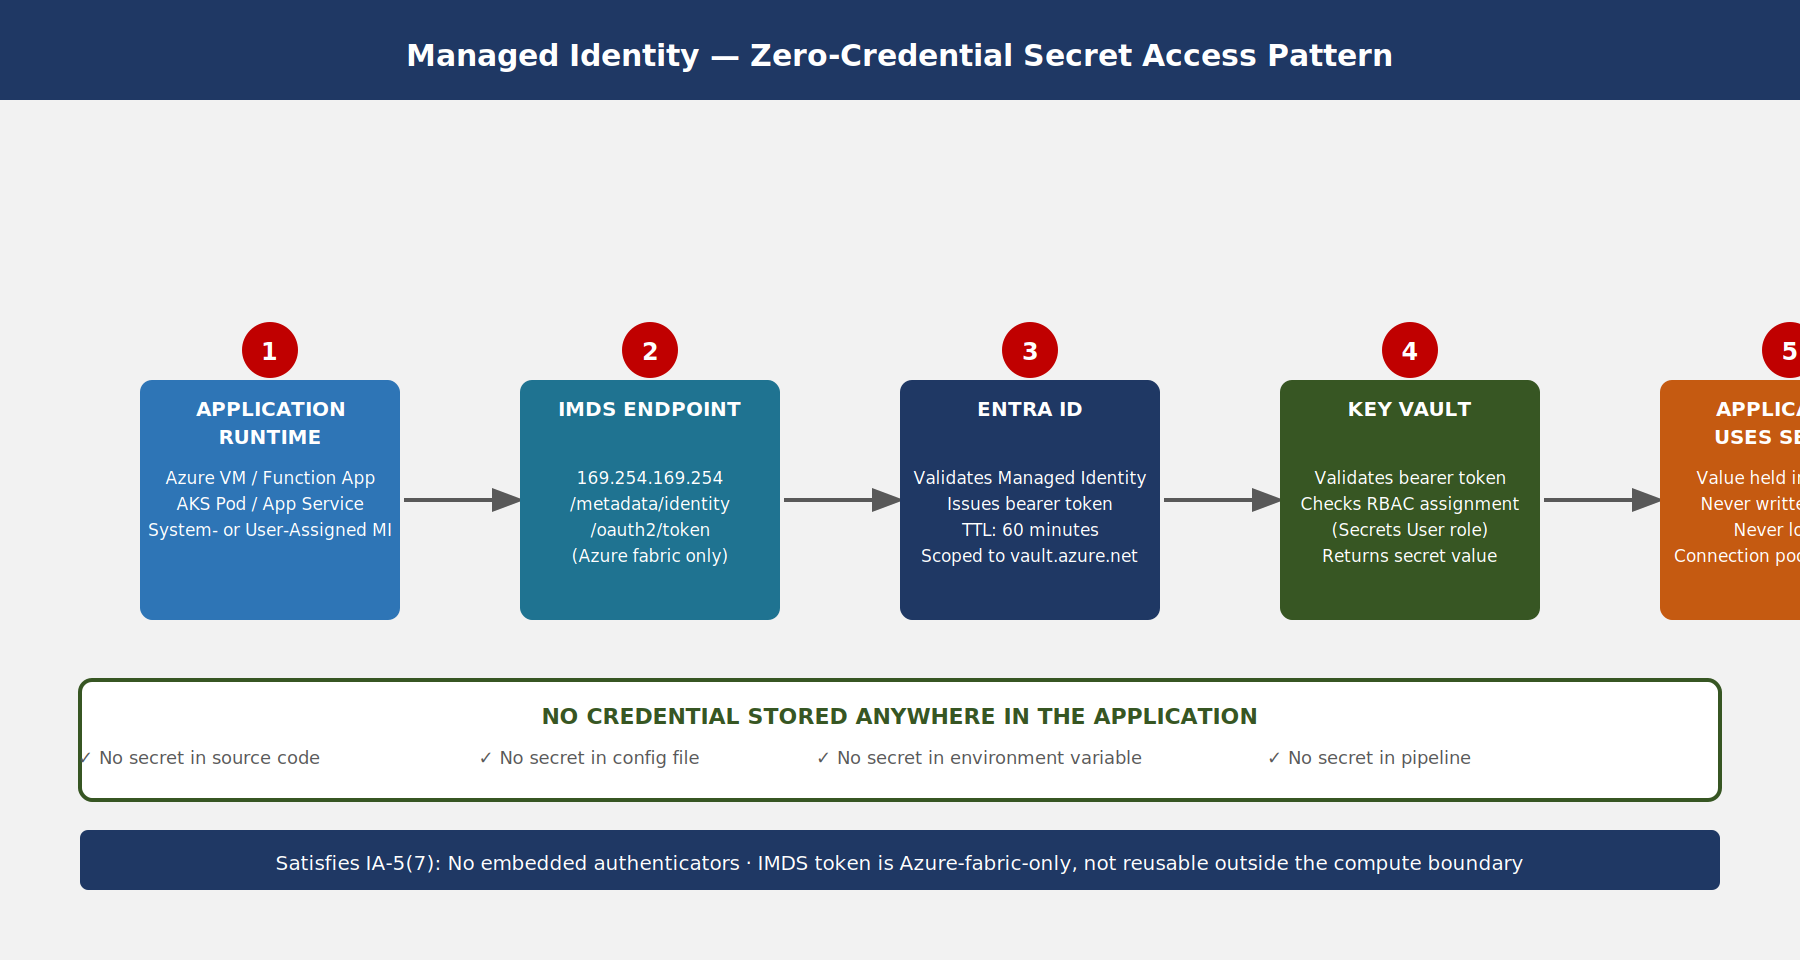 Managed Identity — Zero-Credential Secret Access Pattern
1
APPLICATION
RUNTIME
Azure VM / Function App
AKS Pod / App Service
System- or User-Assigned MI
2
IMDS ENDPOINT
169.254.169.254
/metadata/identity
/oauth2/token
(Azure fabric only)
3
ENTRA ID
Validates Managed Identity
Issues bearer token
TTL: 60 minutes
Scoped to vault.azure.net
4
KEY VAULT
Validates bearer token
Checks RBAC assignment
(Secrets User role)
Returns secret value
5
USES
Value held
Never
Never
Connection
NO CREDENTIAL STORED ANYWHERE IN THE APPLICATION
✓ No secret in source code
✓ No secret in config file
✓ No secret in environment variable
✓ No secret in pipeline
Satisfies IA-5(7): No embedded authenticators · IMDS token is Azure-fabric-only, not reusable outside the compute boundary